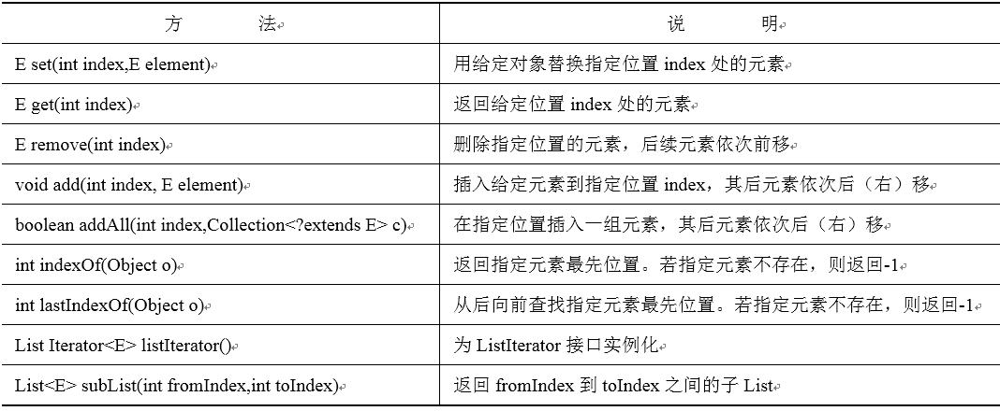 方 法 说 明
E set(int index,E element) 用给定对象替换指定位置 index 处的元素
E get(int index) 返回给定位置 index 处的元素
E remove(int index) 删除指定位置的元素，后续元素依次前移
void add(int index, E element) 插入给定元素到指定位置 index，其后元素依次后（右）移
boolean addAll(int index,Collection<?extends E> c) 在指定位置插入一组元素，其后元素依次后（右）移
int indexOf(Object o) 返回指定元素最先位置。若指定元素不存在，则返回-1
int lastIndexOf(Object o) 从后向前查找指定元素最先位置。若指定元素不存在，则返回-1
List Iterator<E> listIterator() 为 ListIterator 接口实例化
List<E> subList(int fromIndex,int toIndex) 返回 fromIndex 到 toIndex 之间的子 List